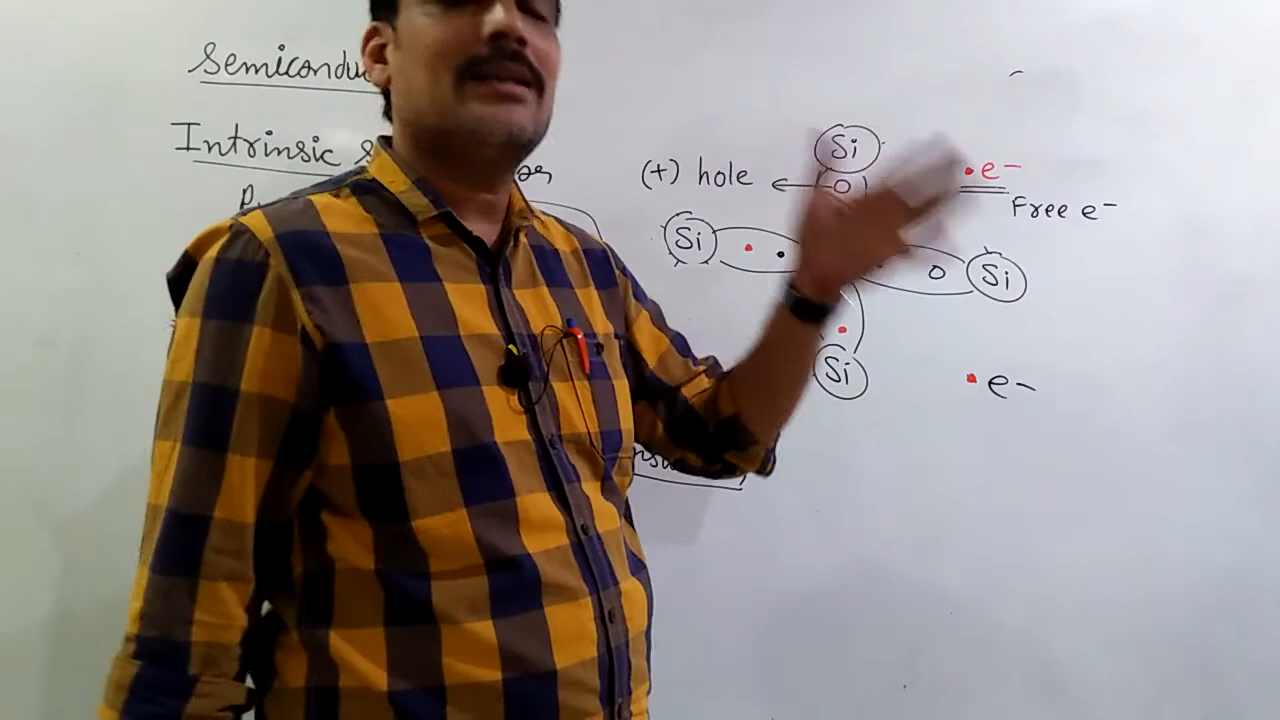 Semicondu
Intrinsic S
Si
(+) hole
e-
Free e-
Si
Si
Si
e-